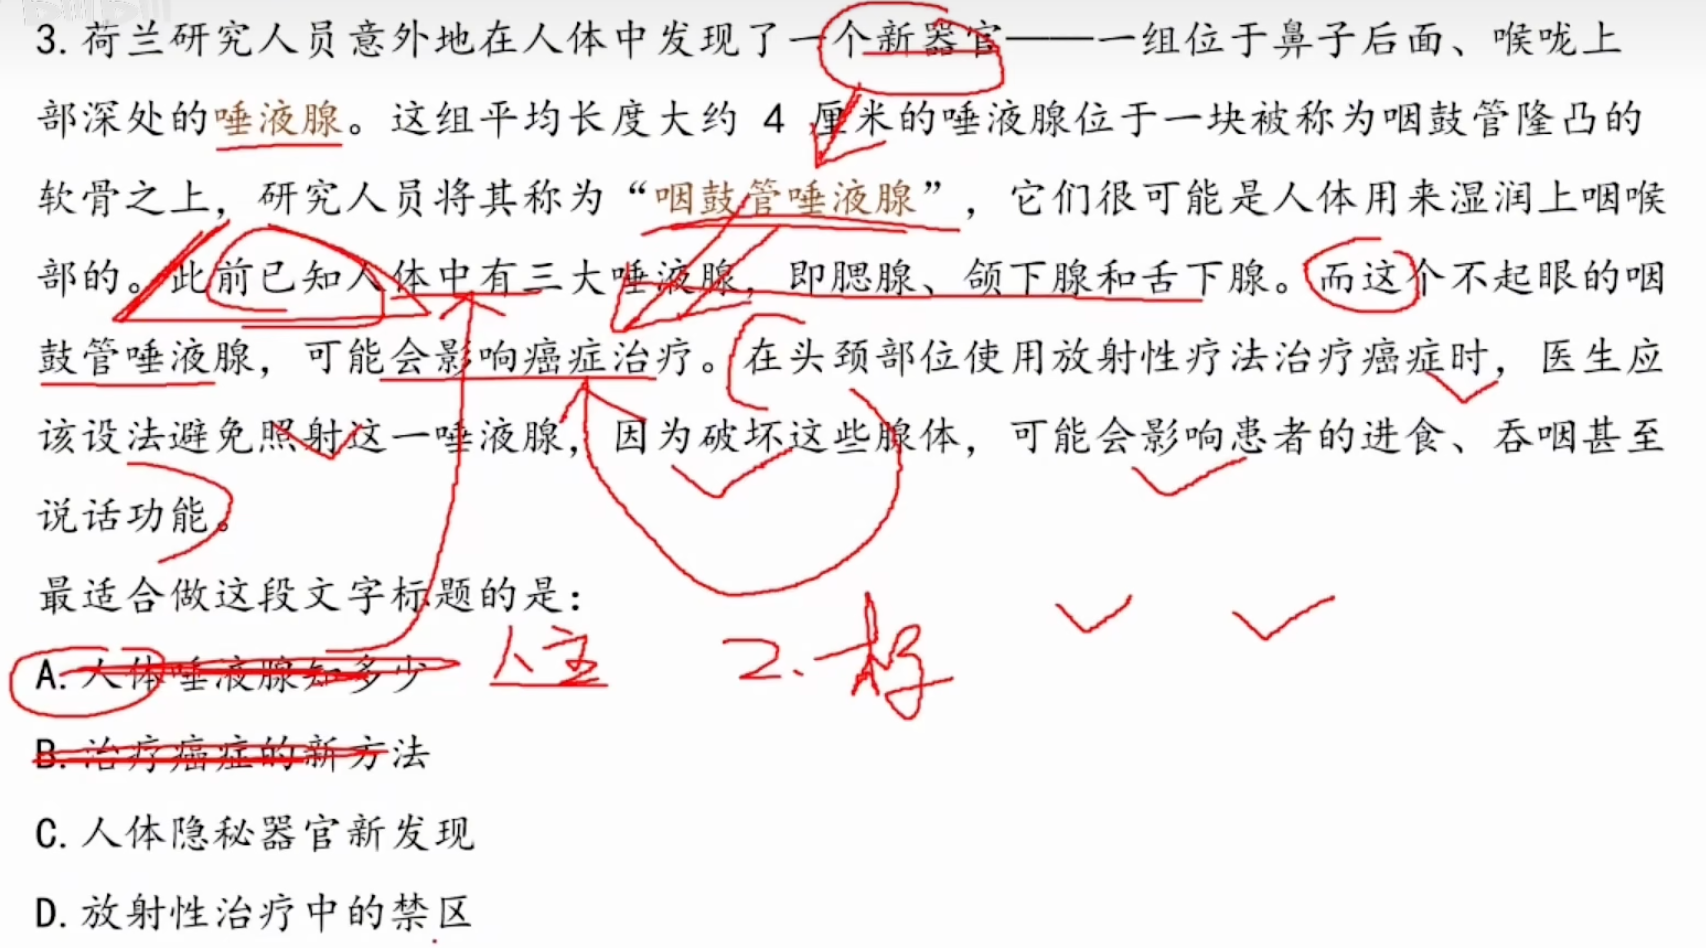 3. 荷兰研究人员意外地在人体中发现了一个新器官——一组位于鼻子后面、喉咙上
部深处的唾液腺。这组平均长度大约 4 厘米的唾液腺位于一块被称为咽鼓管隆凸的
软骨之上，研究人员将其称为“咽鼓管唾液腺”，它们很可能是人体用来湿润上咽喉
部的。此前已知人体中有三大唾液腺，即腮腺、颌下腺和舌下腺。而这个不起眼的咽
鼓管唾液腺，可能会影响癌症治疗。在头颈部位使用放射性疗法治疗癌症时，医生应
该设法避免照射这一唾液腺，因为破坏这些腺体，可能会影响患者的进食、吞咽甚至
说话功能。
最适合做这段文字标题的是：
A. 人体唾液腺知多少
B. 治疗癌症的新方法
C. 人体隐秘器官新发现
D. 放射性治疗中的禁区